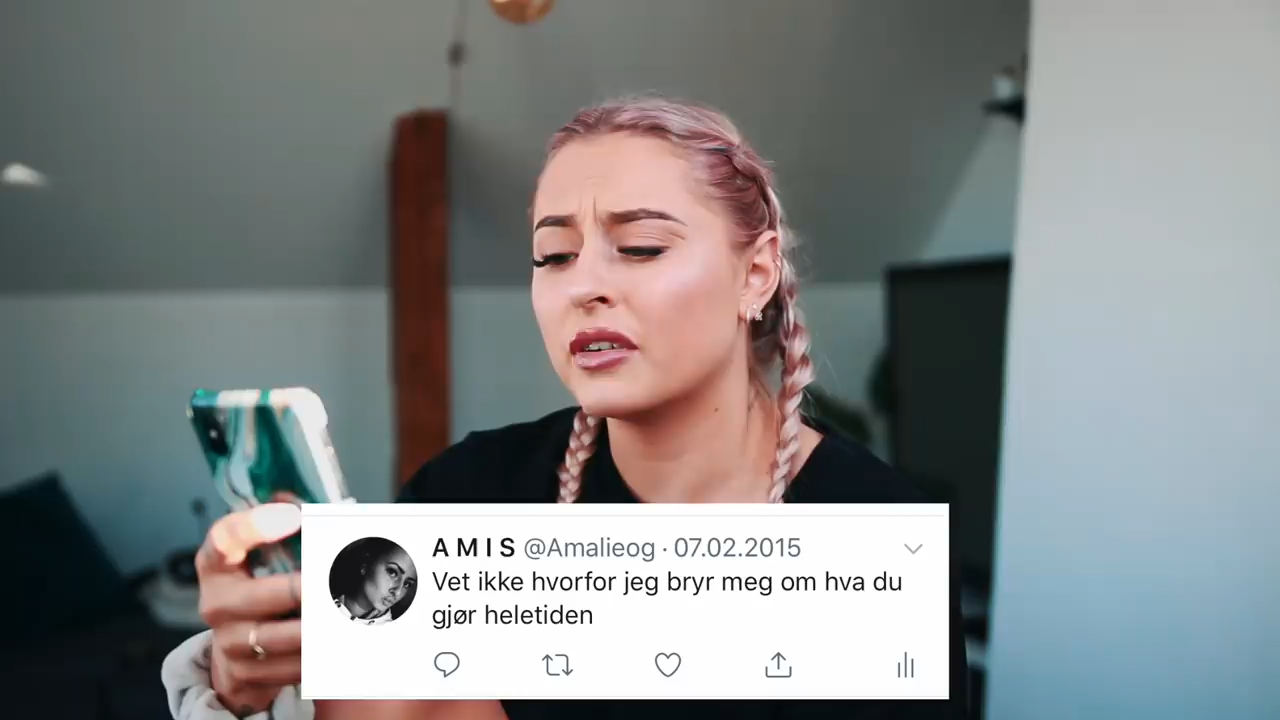 A M I S @Amalieog · 07.02.2015
Vet ikke hvorfor jeg bryr meg om hva du
gjør heletiden